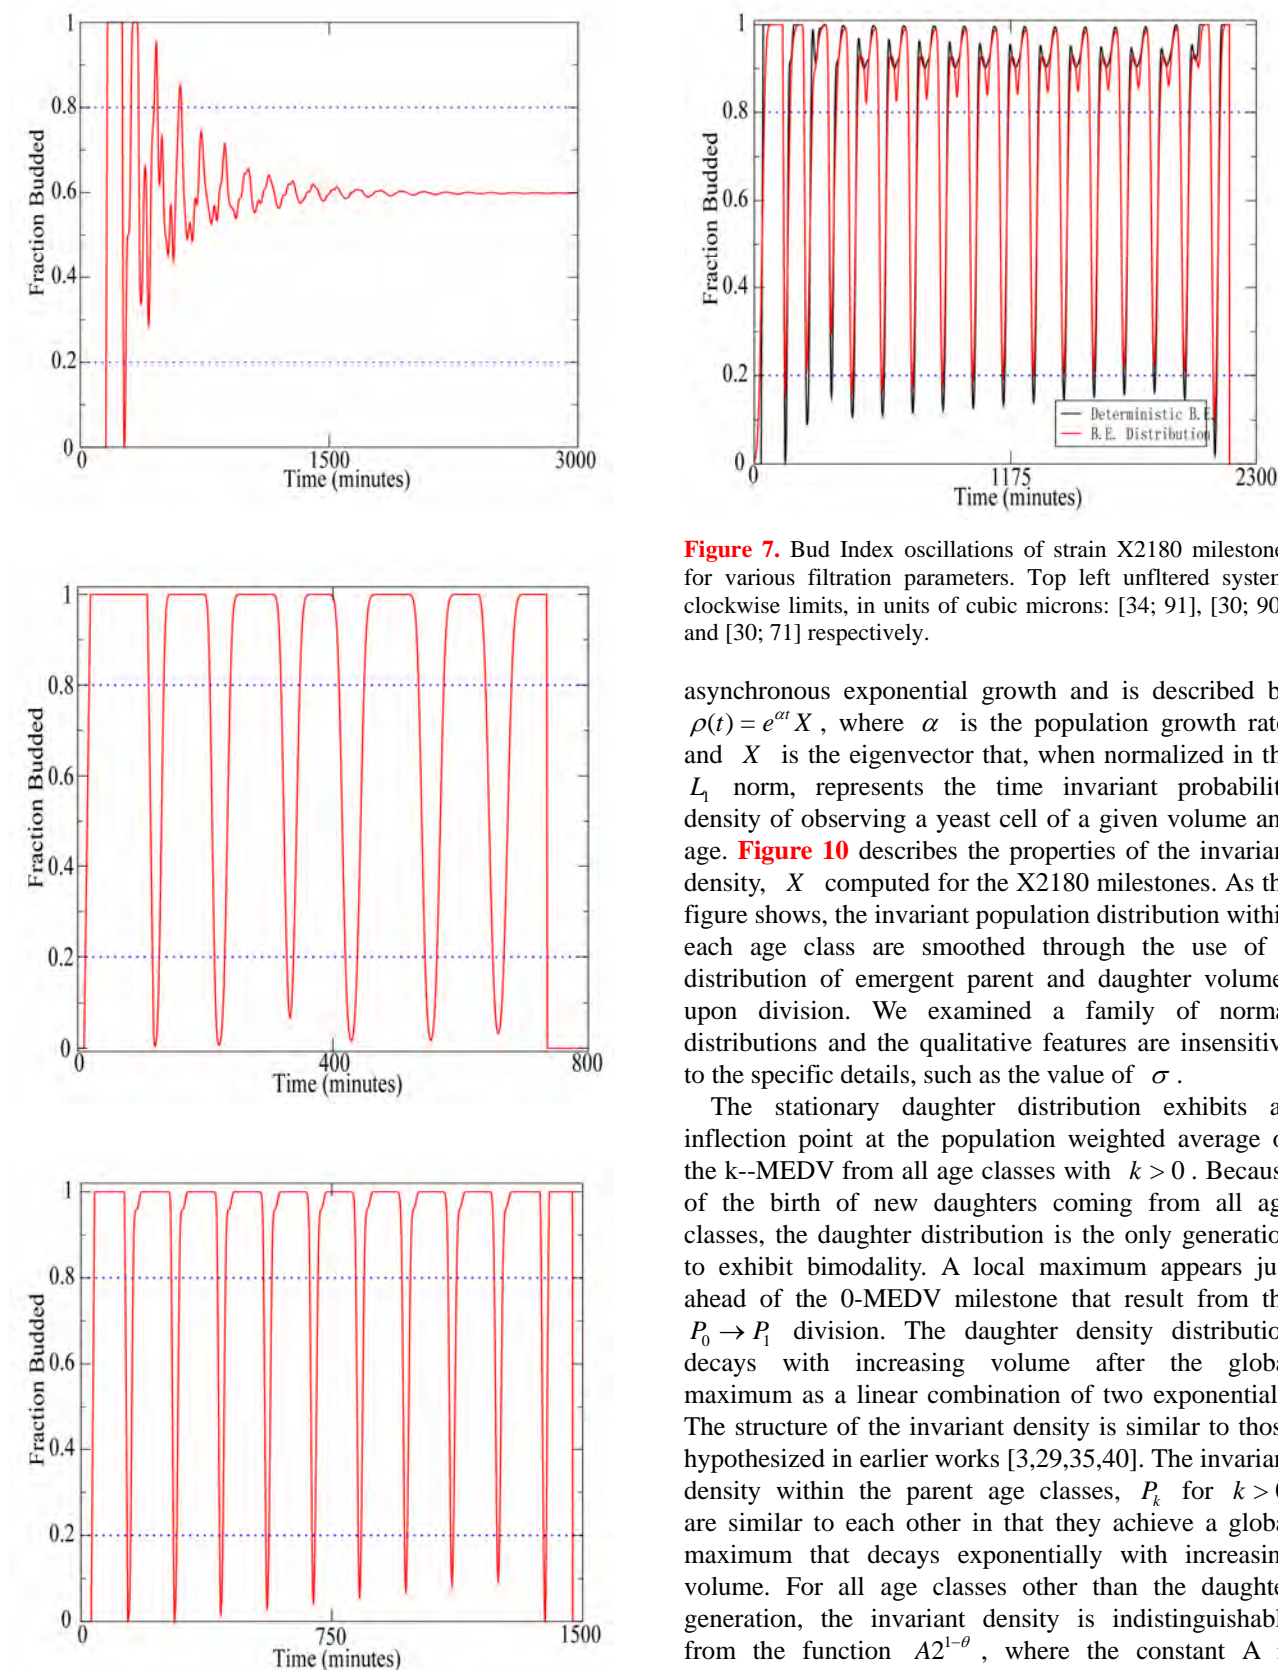 1
0.8
0.6
0.4
0.2
0
Fraction Budded
0
1500
3000
Time (minutes)
1
0.8
0.6
0.4
0.2
0
Fraction Budded
0
400
800
Time (minutes)
1
0.8
0.6
0.4
0.2
0
Fraction Budded
0
750
1500
Time (minutes)
1
0.8
0.6
0.4
0.2
0
Fraction Budded
Deterministic B.E.
B.E. Distribution
0
1175
2300
Time (minutes)
Figure 7. Bud Index oscillations of strain X2180 milestone
for various filtration parameters. Top left unfltered system
clockwise limits, in units of cubic microns: [34; 91], [30; 90
and [30; 71] respectively.
asynchronous exponential growth and is described b
ρ(t) = e^{αt} X , where α is the population growth rat
and X is the eigenvector that, when normalized in th
L₁ norm, represents the time invariant probabilit
density of observing a yeast cell of a given volume an
age. Figure 10 describes the properties of the invarian
density, X computed for the X2180 milestones. As th
figure shows, the invariant population distribution withi
each age class are smoothed through the use of
distribution of emergent parent and daughter volume
upon division. We examined a family of norma
distributions and the qualitative features are insensitiv
to the specific details, such as the value of σ .
The stationary daughter distribution exhibits a
inflection point at the population weighted average o
the k--MEDV from all age classes with k > 0 . Becaus
of the birth of new daughters coming from all ag
classes, the daughter distribution is the only generatio
to exhibit bimodality. A local maximum appears ju
ahead of the 0-MEDV milestone that result from th
P₀ → P₁ division. The daughter density distributio
decays with increasing volume after the globa
maximum as a linear combination of two exponential
The structure of the invariant density is similar to thos
hypothesized in earlier works [3,29,35,40]. The invarian
density within the parent age classes, Pₖ for k > 0
are similar to each other in that they achieve a globa
maximum that decays exponentially with increasin
volume. For all age classes other than the daughte
generation, the invariant density is indistinguishabl
from the function A2^{1−θ} , where the constant A